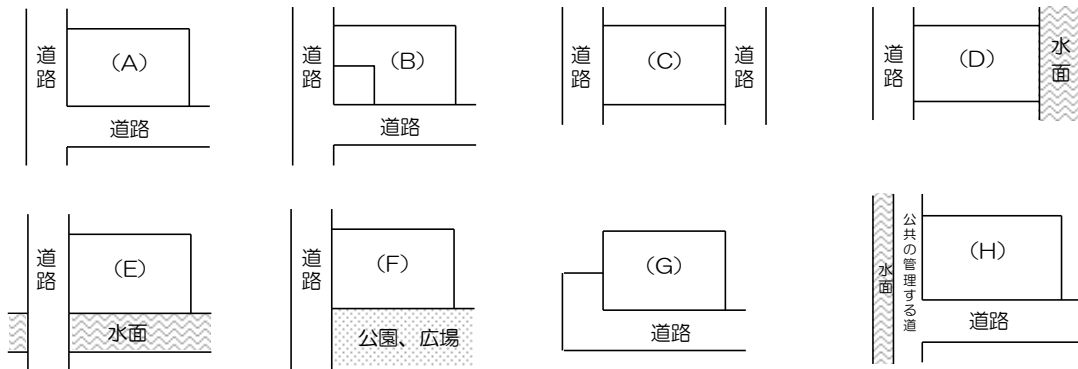 道路
(A)
道路
道路
(B)
道路
道路
(C)
道路
道路
(D)
水面
道路
(E)
水面
道路
(F)
公園、広場
(G)
道路
水面
公共の管理する道
(H)
道路